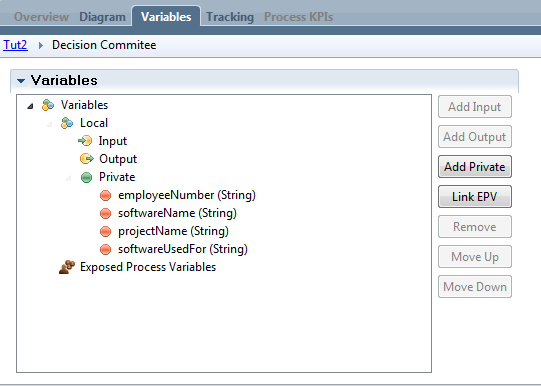 Overview Diagram Variables Tracking Process KPIs
Tut2 Decision Commitee
Variables
Variables
Add Input
Local
Input
Add Output
Output
Private
Add Private
employeeNumber (String)
Link EPV
softwareName (String)
projectName (String)
Remove
softwareUsedFor (String)
Move Up
Exposed Process Variables
Move Down